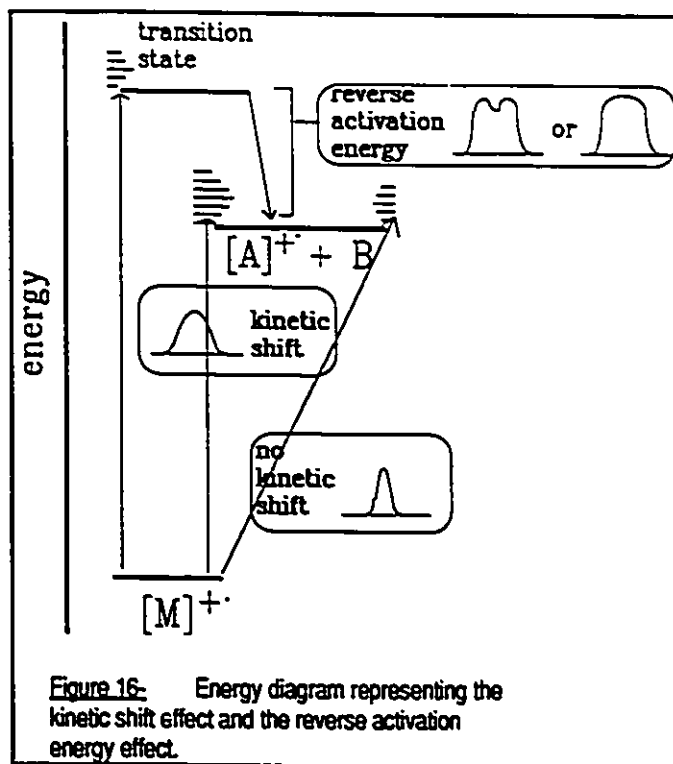 transition
state
reverse
activation
energy
or
[A]⁺· + B
kinetic
shift
energy
no
kinetic
shift
[M]⁺·
Figure 16- Energy diagram representing the
kinetic shift effect and the reverse activation
energy effect.